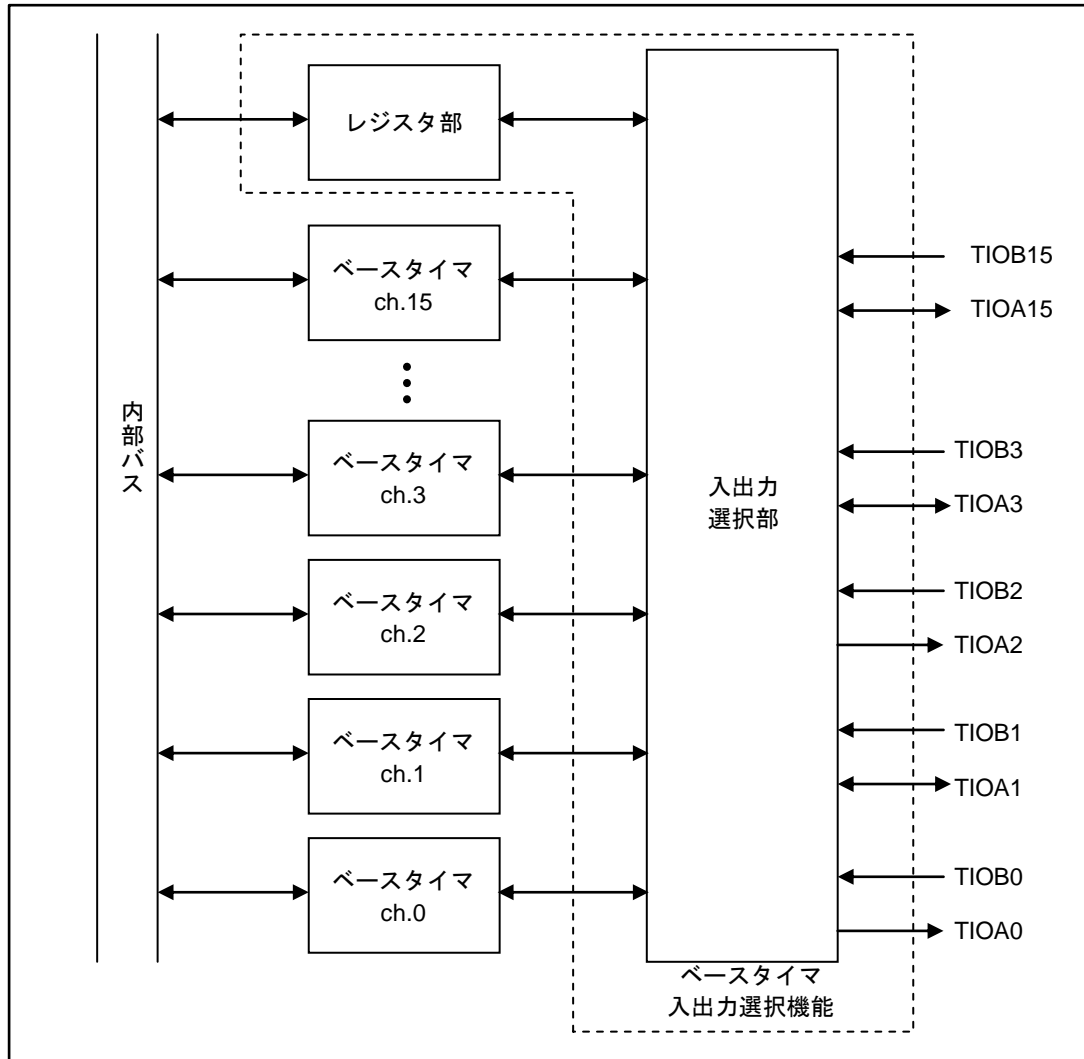 レジスタ部
ベースタイマ
ch.15
ベースタイマ
ch.3
ベースタイマ
ch.2
ベースタイマ
ch.1
ベースタイマ
ch.0
内部バス
入出力
選択部
TIOB15
TIOA15
TIOB3
TIOA3
TIOB2
TIOA2
TIOB1
TIOA1
TIOB0
TIOA0
ベースタイマ
入出力選択機能